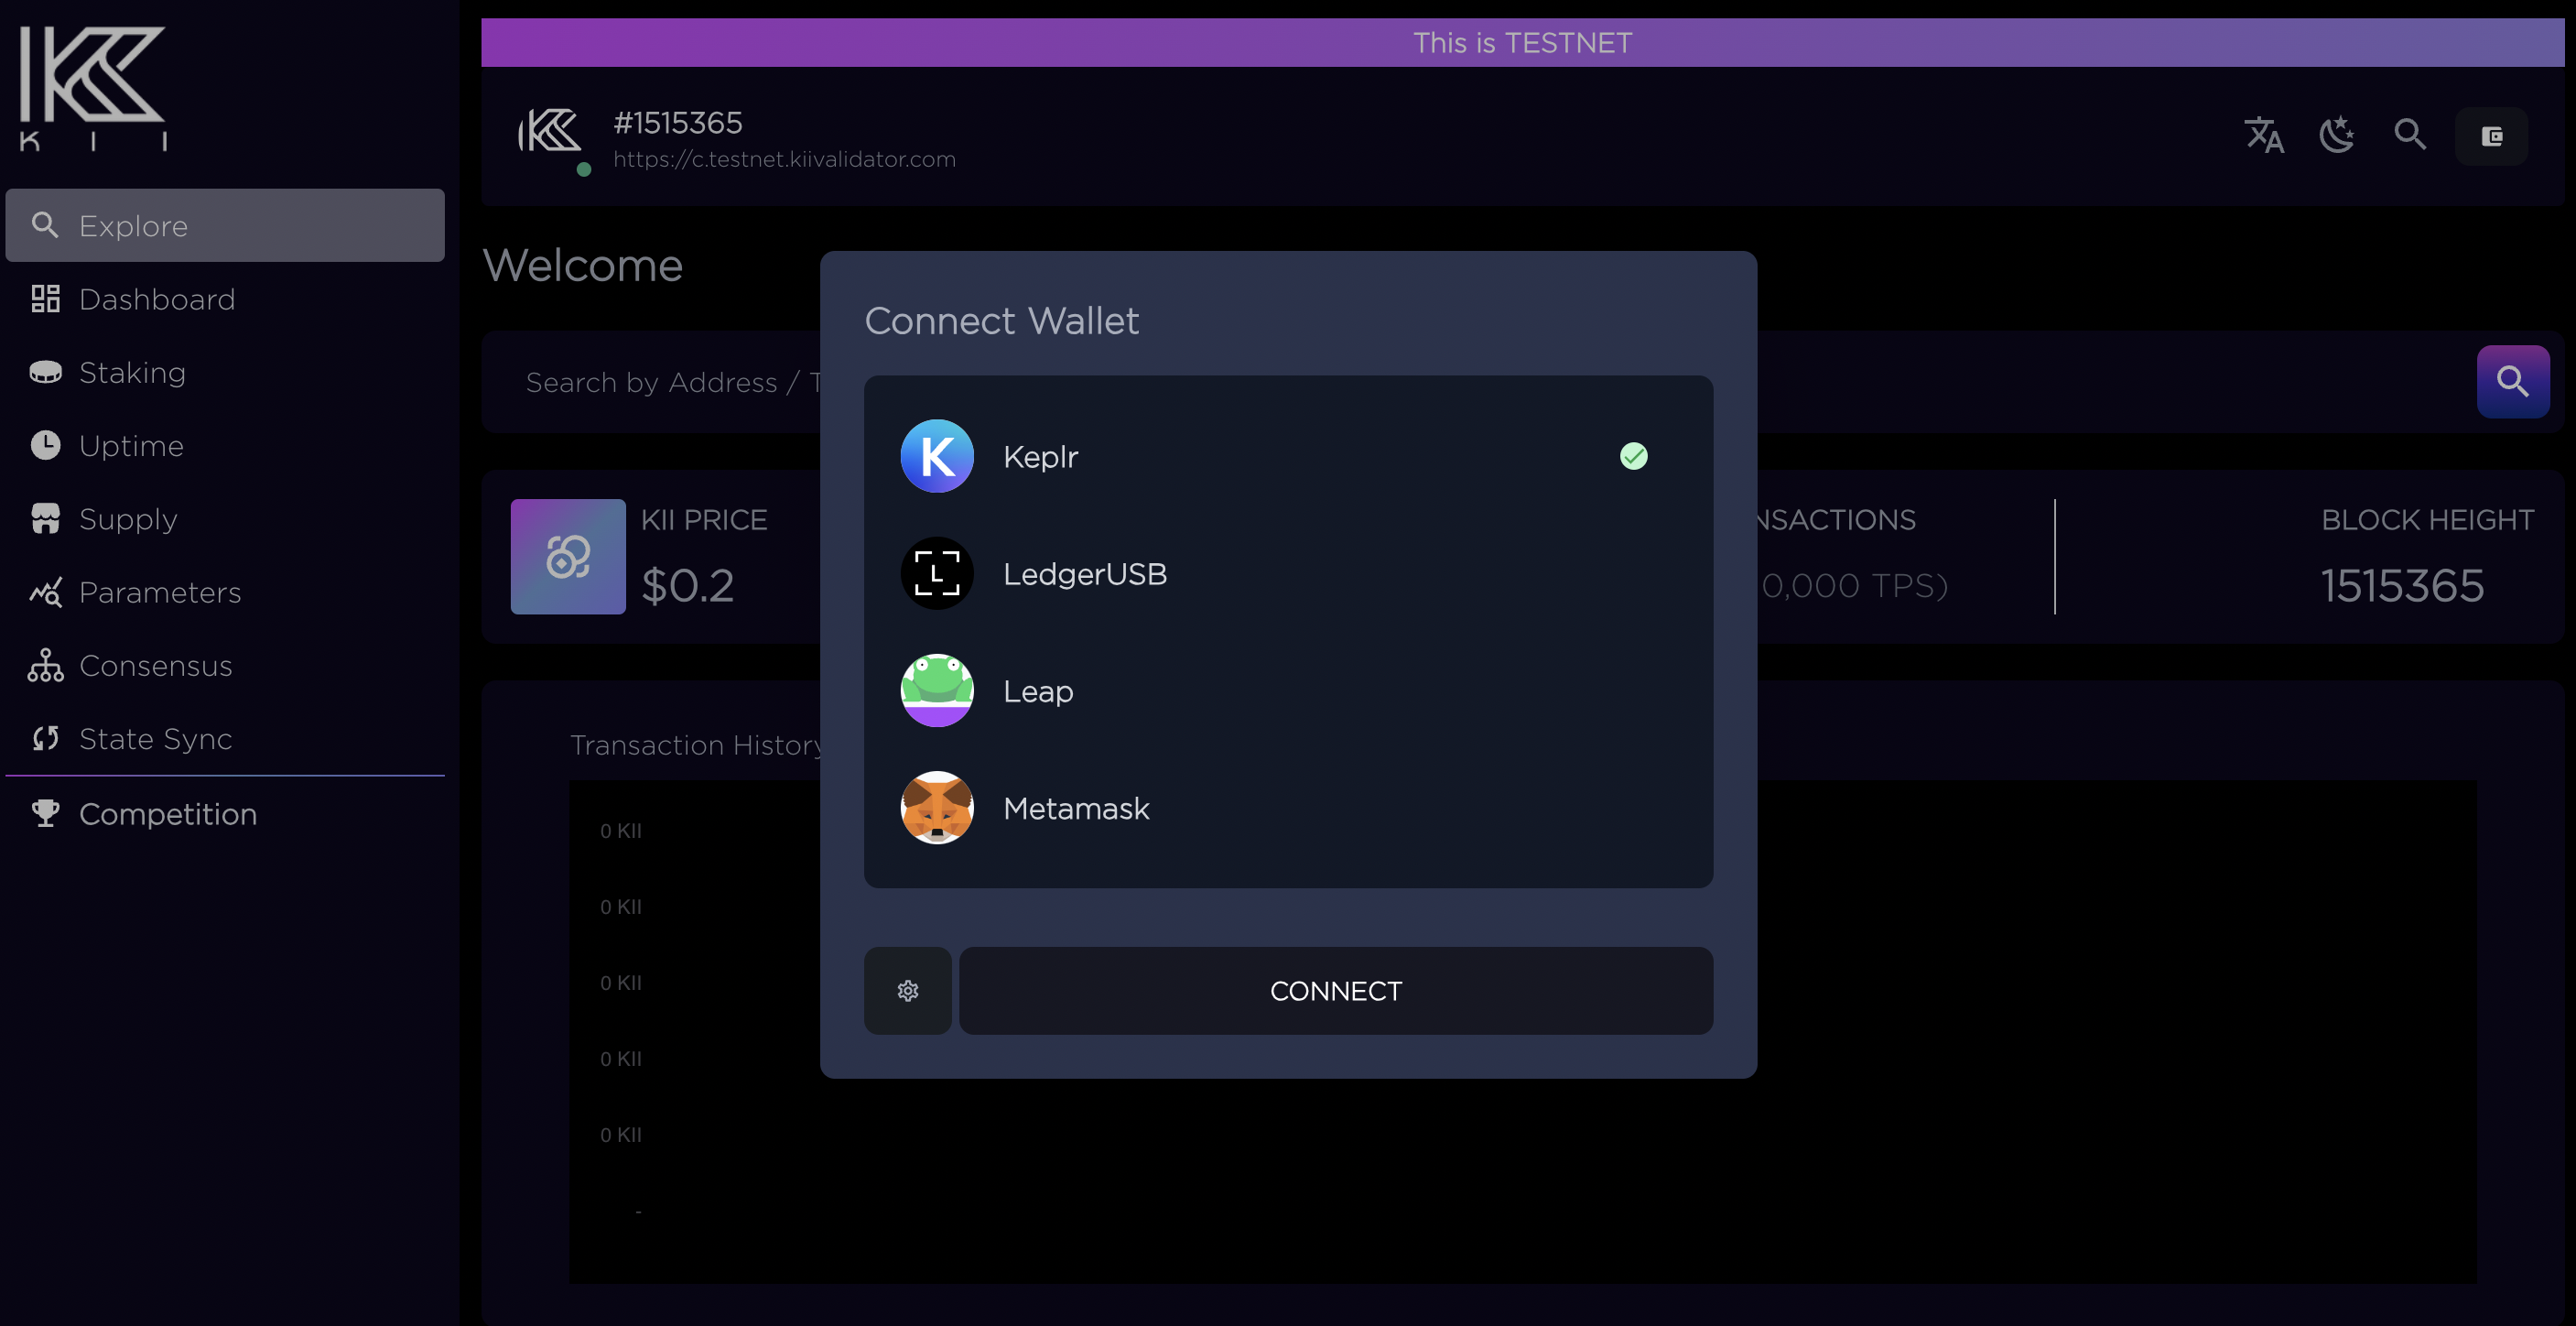 KII
Explore
Dashboard
Staking
Uptime
Supply
Parameters
Consensus
State Sync
Competition
This is TESTNET
#1515365
https://c.testnet.kiivalidator.com
Welcome
Search by Address /
KII PRICE
$0.2
NSACTIONS
0,000 TPS)
BLOCK HEIGHT
1515365
Transaction History
0 KII
0 KII
0 KII
0 KII
0 KII
-
Connect Wallet
Keplr
LedgerUSB
Leap
Metamask
CONNECT